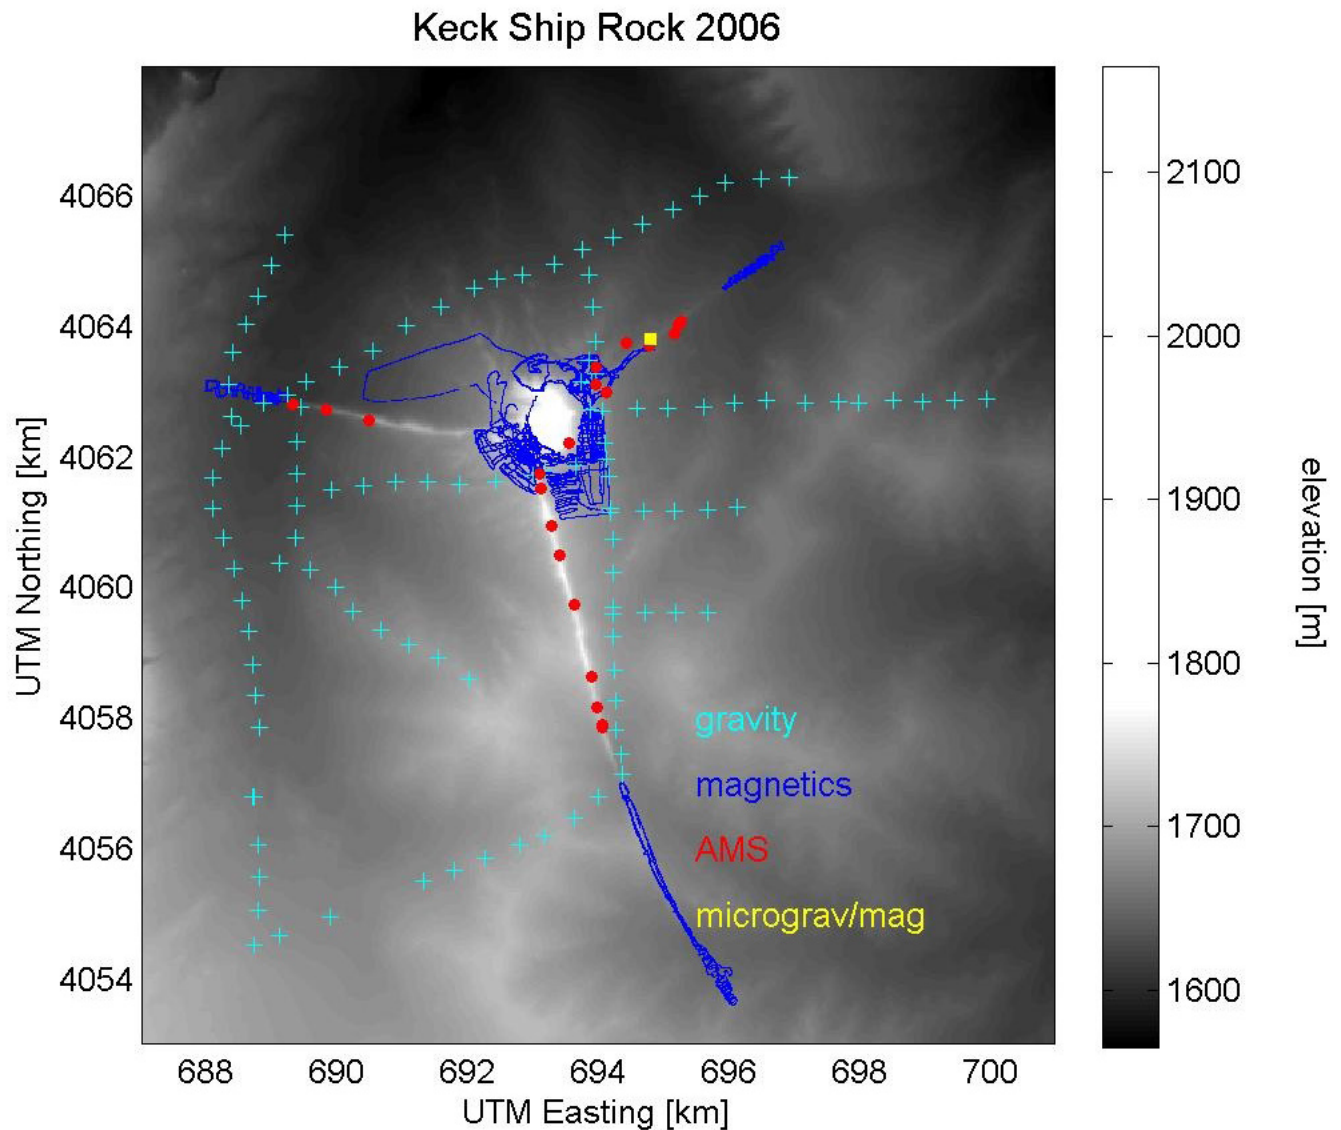 Keck Ship Rock 2006
4066
4064
4062
4060
4058
4056
4054
UTM Northing [km]
688 690 692 694 696 698 700
UTM Easting [km]
gravity
magnetics
AMS
micrograv/mag
2100
2000
1900
1800
1700
1600
elevation [m]